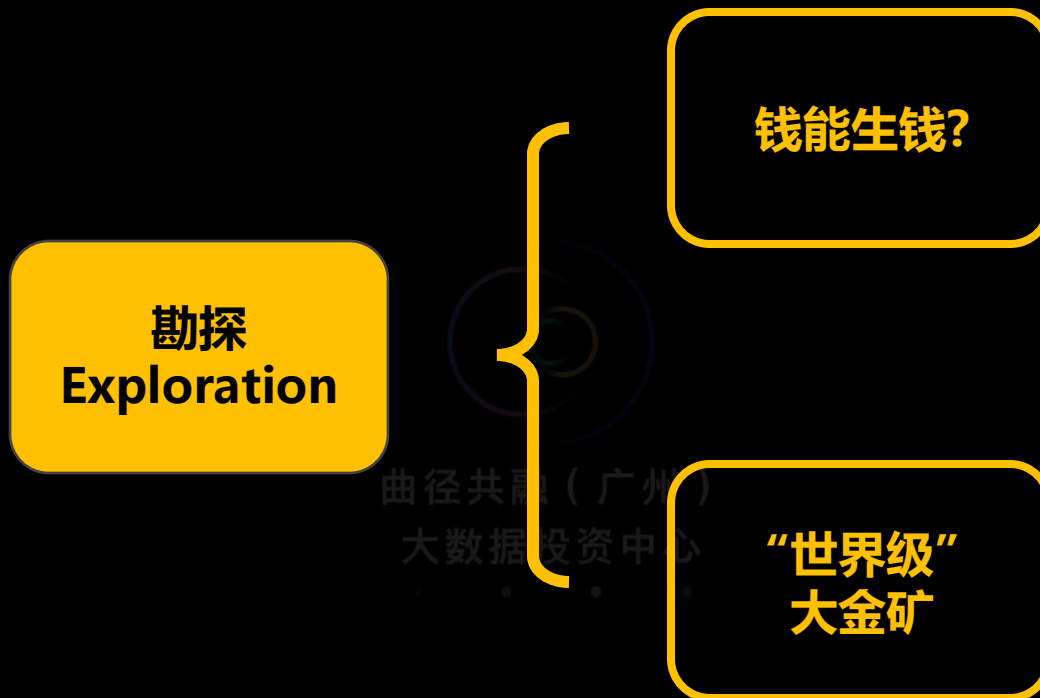 钱能生钱?
勘探
Exploration
曲径共融（广州）
大数据投资中心
“世界级”
大金矿